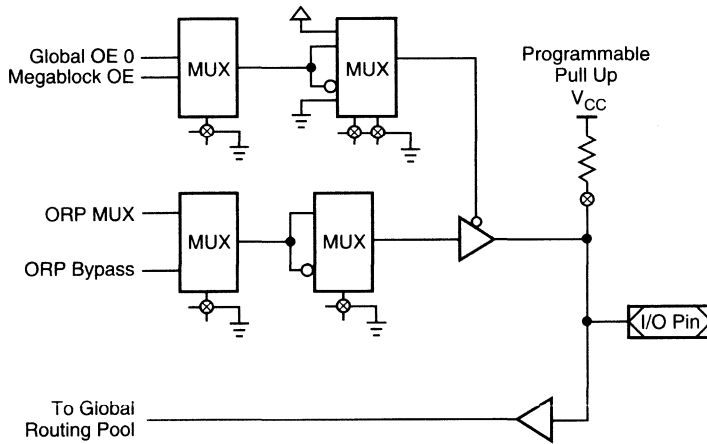 Global OE 0
Megablock OE
MUX
MUX
Programmable
Pull Up
VCC
ORP MUX
ORP Bypass
MUX
MUX
I/O Pin
To Global
Routing Pool